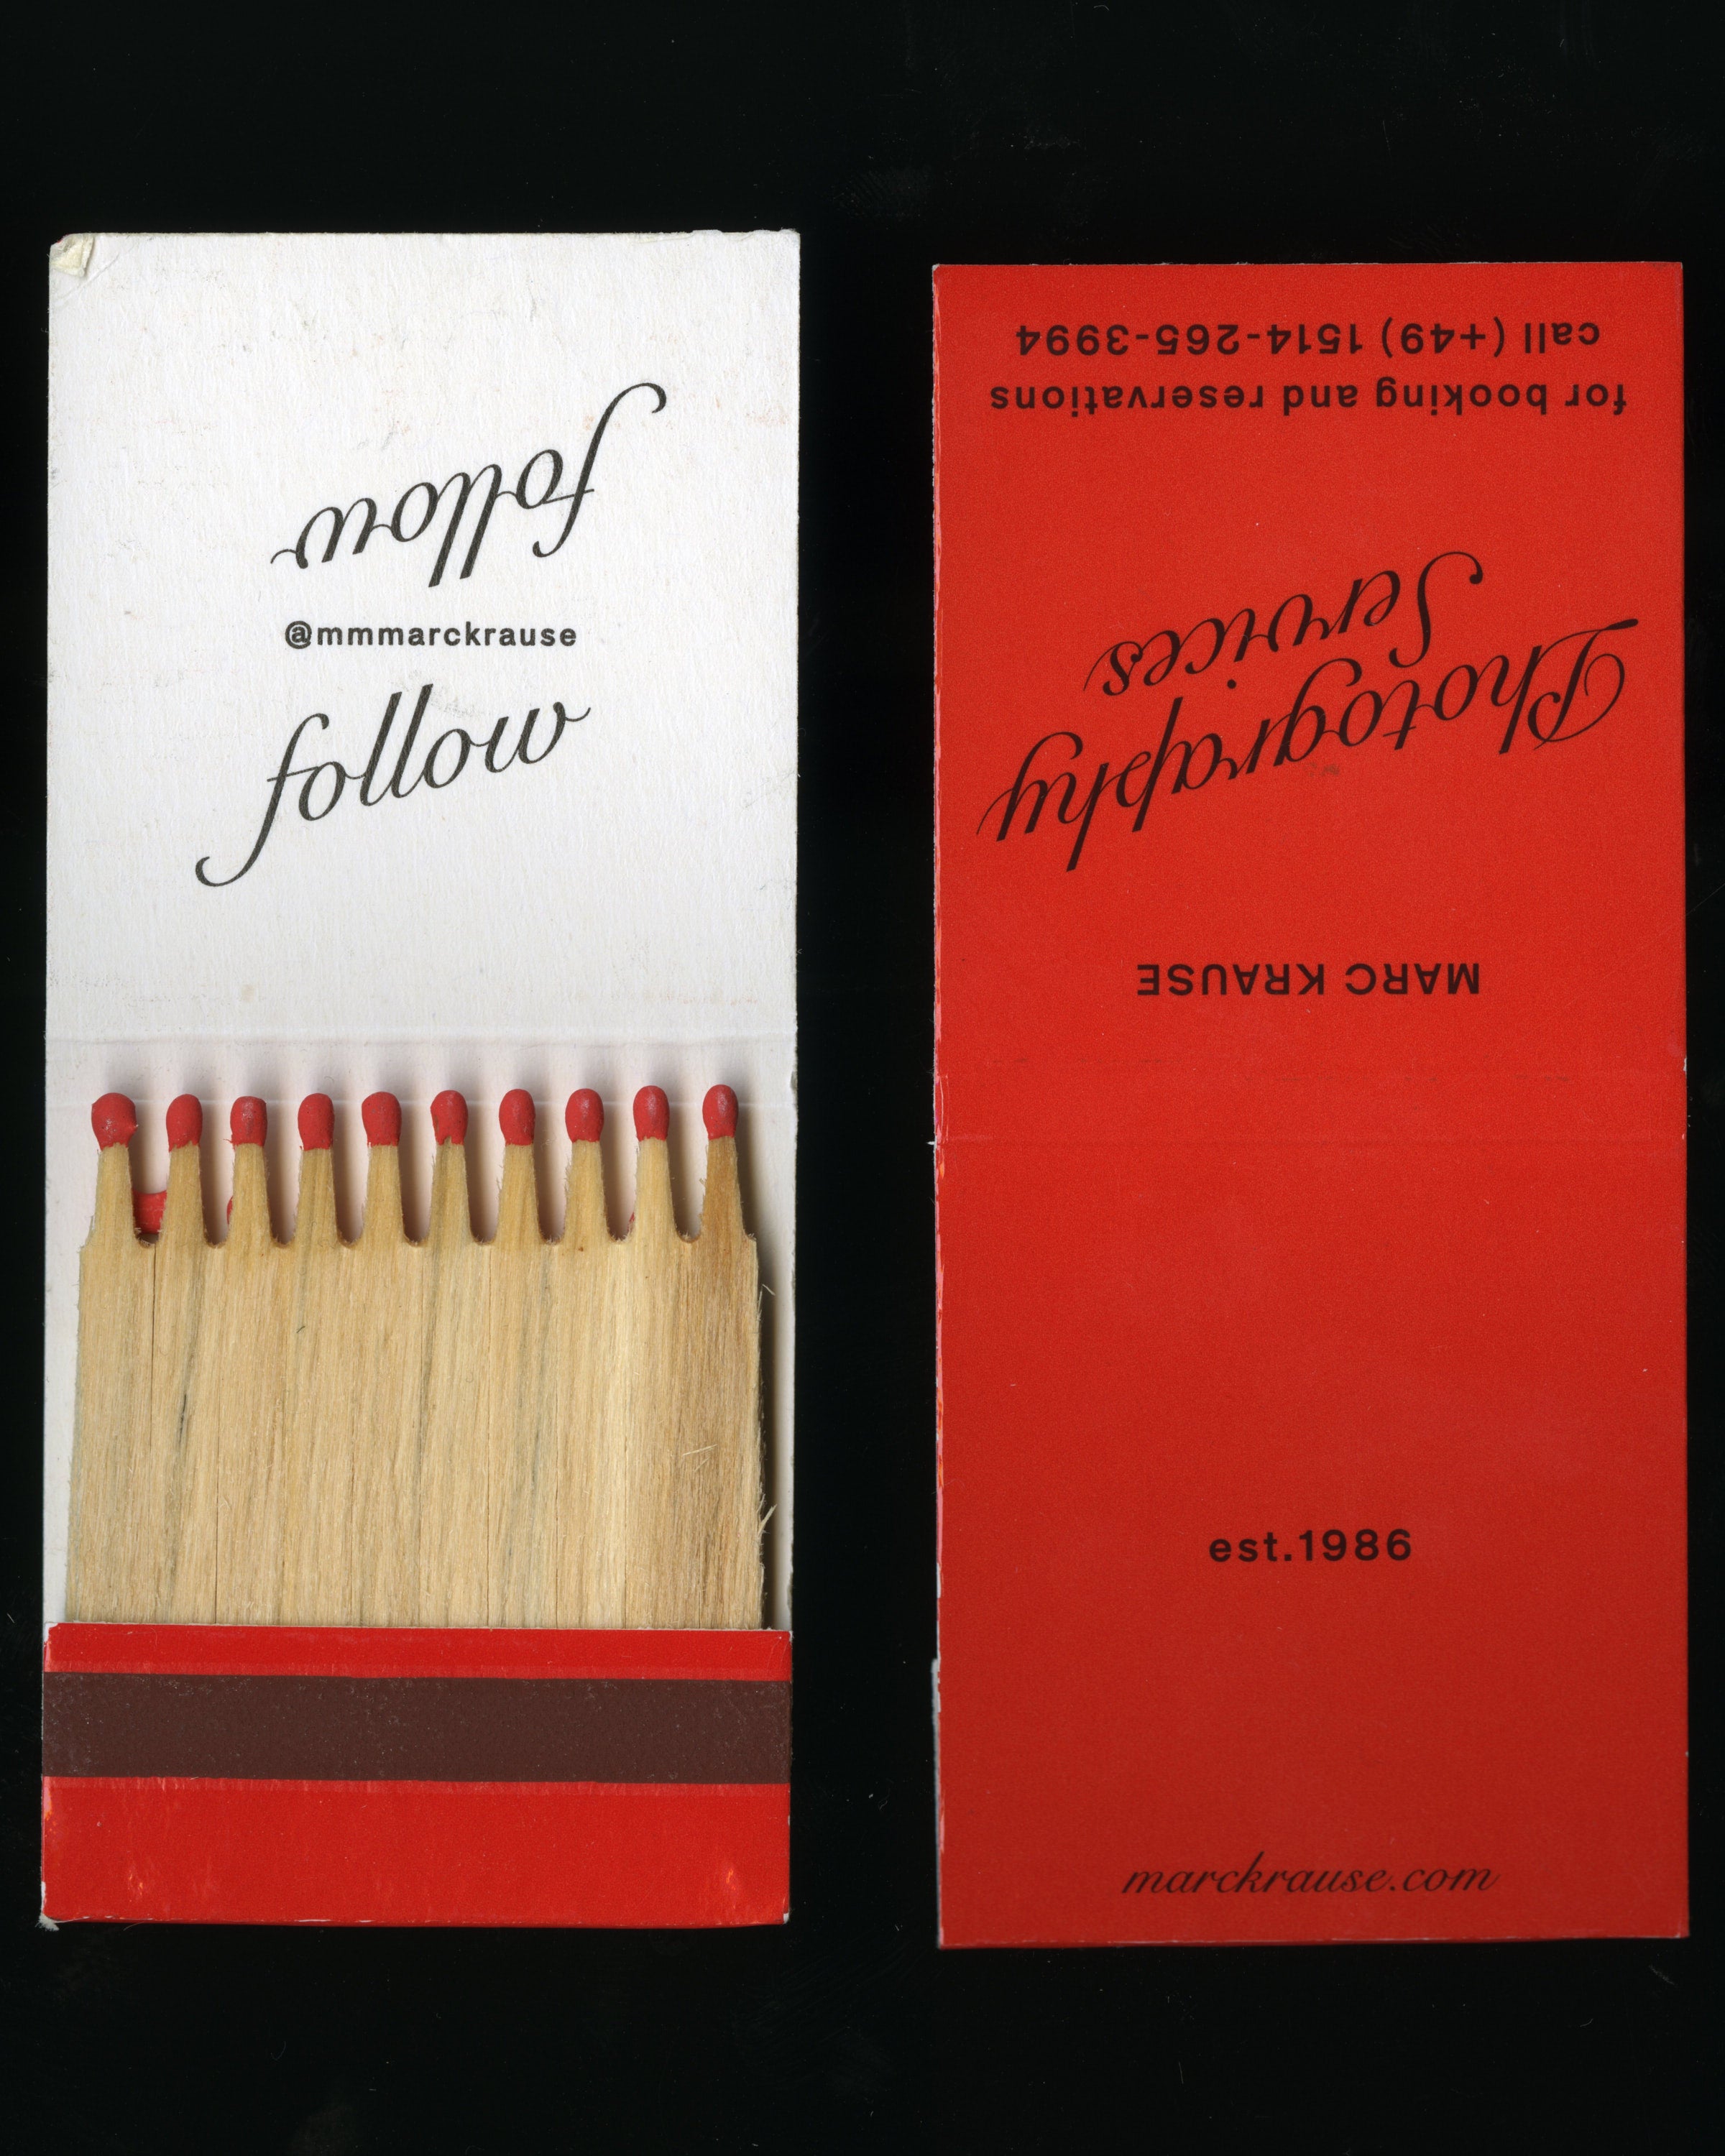 follow
@mmmarckrause
follow
for booking and reservations
call (+49) 1514-265-3994
Photography
Services
MARC KRAUSE
est.1986
marckrause.com